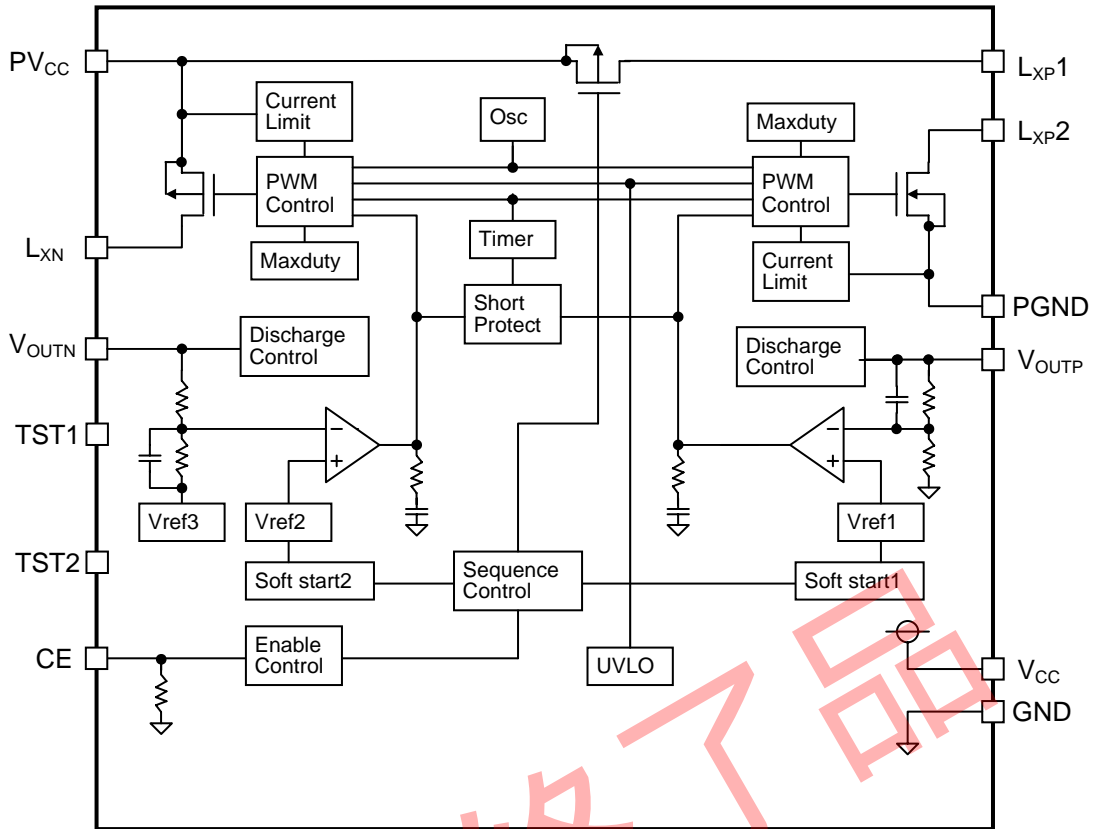 PVCC
LXP1
Current
Limit
Osc
Maxduty
LXP2
PWM
Control
PWM
Control
LXN
Maxduty
Timer
Current
Limit
Short
Protect
PGND
VOUTN
Discharge
Control
Discharge
Control
VOUTP
TST1
−
+
−
+
Vref3
Vref2
Vref1
TST2
Soft start2
Sequence
Control
Soft start1
CE
Enable
Control
UVLO
VCC
GND
了品